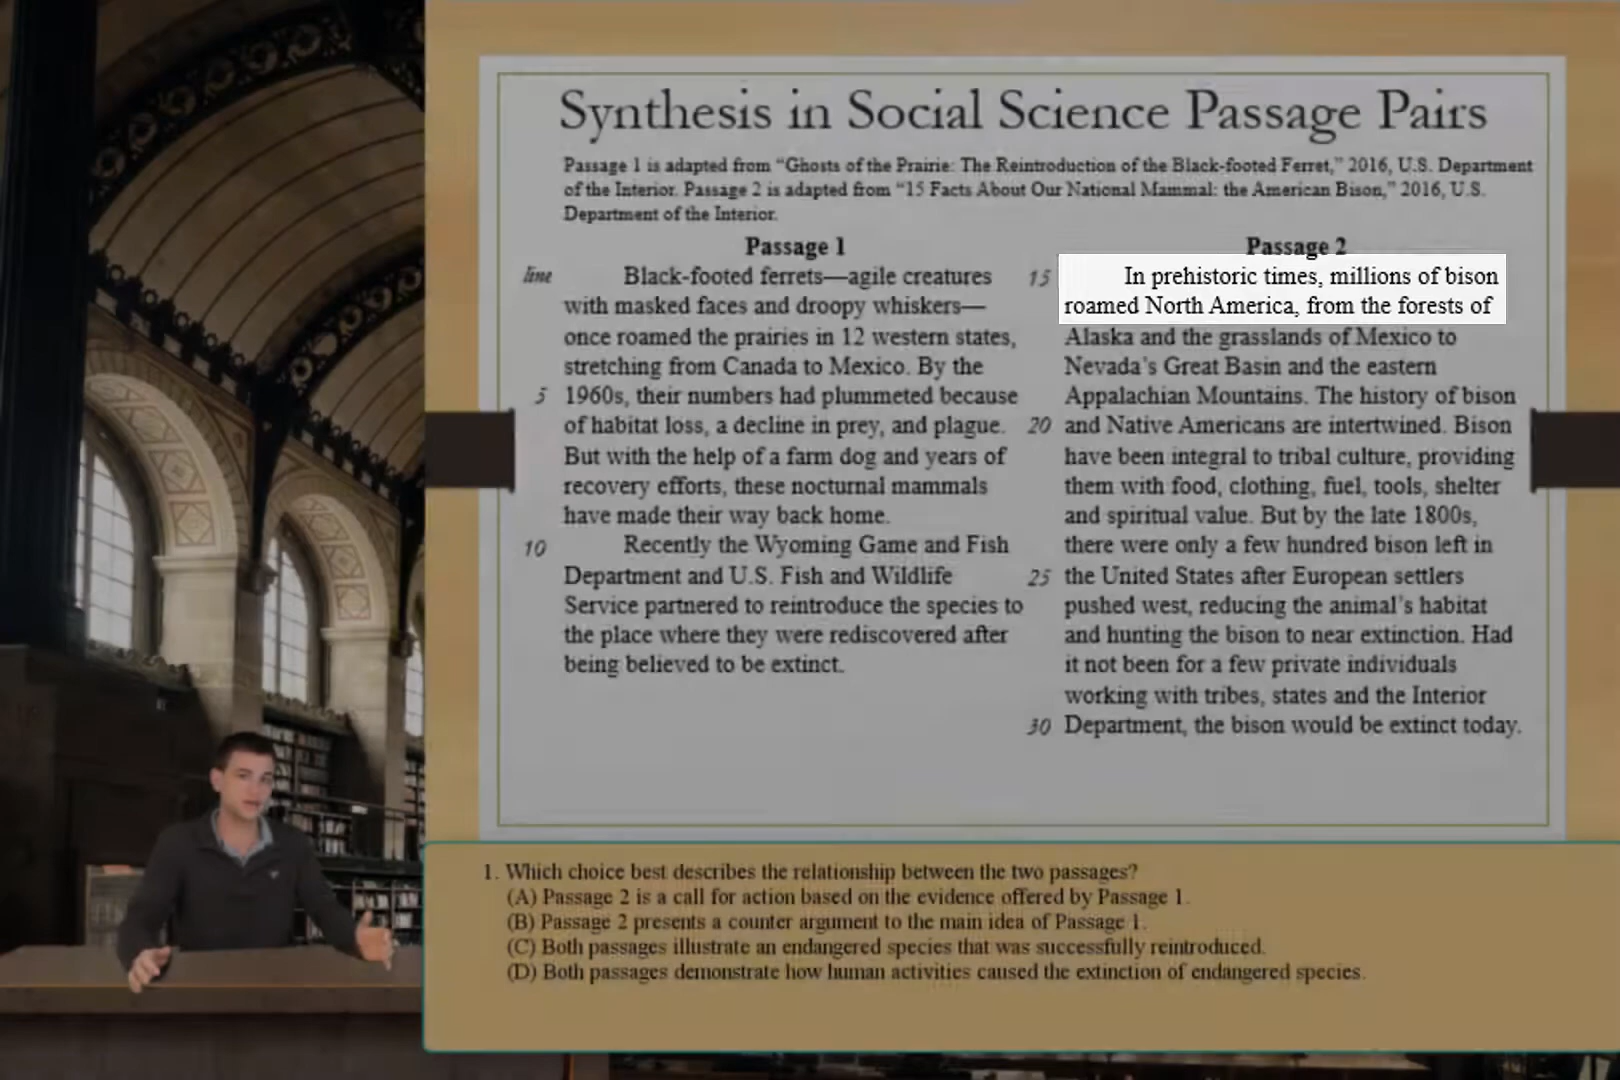 Synthesis in Social Science Passage Pairs
Passage 1 is adapted from “Ghosts of the Prairie: The Reintroduction of the Black-footed Ferret,” 2016, U.S. Department
of the Interior. Passage 2 is adapted from “15 Facts About Our National Mammal: the American Bison,” 2016, U.S.
Department of the Interior.
Passage 1
line Black-footed ferrets—agile creatures
with masked faces and droopy whiskers—
once roamed the prairies in 12 western states,
stretching from Canada to Mexico. By the
5 1960s, their numbers had plummeted because
of habitat loss, a decline in prey, and plague.
But with the help of a farm dog and years of
recovery efforts, these nocturnal mammals
have made their way back home.
10 Recently the Wyoming Game and Fish
Department and U.S. Fish and Wildlife
Service partnered to reintroduce the species to
the place where they were rediscovered after
being believed to be extinct.
Passage 2
15 In prehistoric times, millions of bison
roamed North America, from the forests of
Alaska and the grasslands of Mexico to
Nevada’s Great Basin and the eastern
Appalachian Mountains. The history of bison
20 and Native Americans are intertwined. Bison
have been integral to tribal culture, providing
them with food, clothing, fuel, tools, shelter
and spiritual value. But by the late 1800s,
there were only a few hundred bison left in
25 the United States after European settlers
pushed west, reducing the animal’s habitat
and hunting the bison to near extinction. Had
it not been for a few private individuals
working with tribes, states and the Interior
30 Department, the bison would be extinct today.
1. Which choice best describes the relationship between the two passages?
(A) Passage 2 is a call for action based on the evidence offered by Passage 1.
(B) Passage 2 presents a counter argument to the main idea of Passage 1.
(C) Both passages illustrate an endangered species that was successfully reintroduced.
(D) Both passages demonstrate how human activities caused the extinction of endangered species.